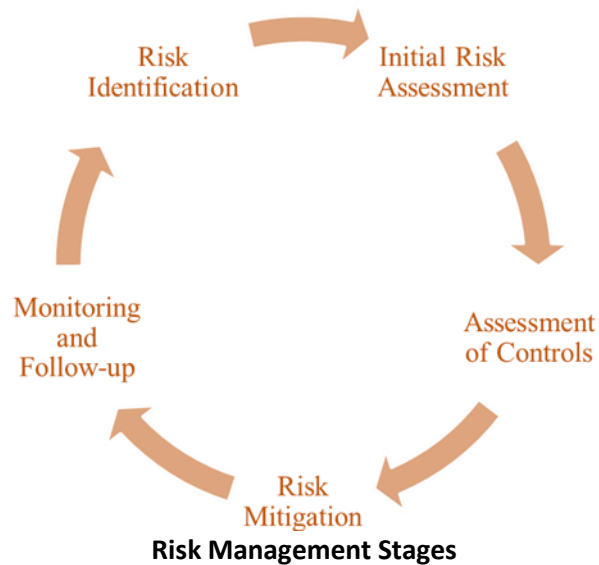 Risk
Identification
Initial Risk
Assessment
Assessment
of Controls
Risk
Mitigation
Monitoring
and
Follow-up
Risk Management Stages